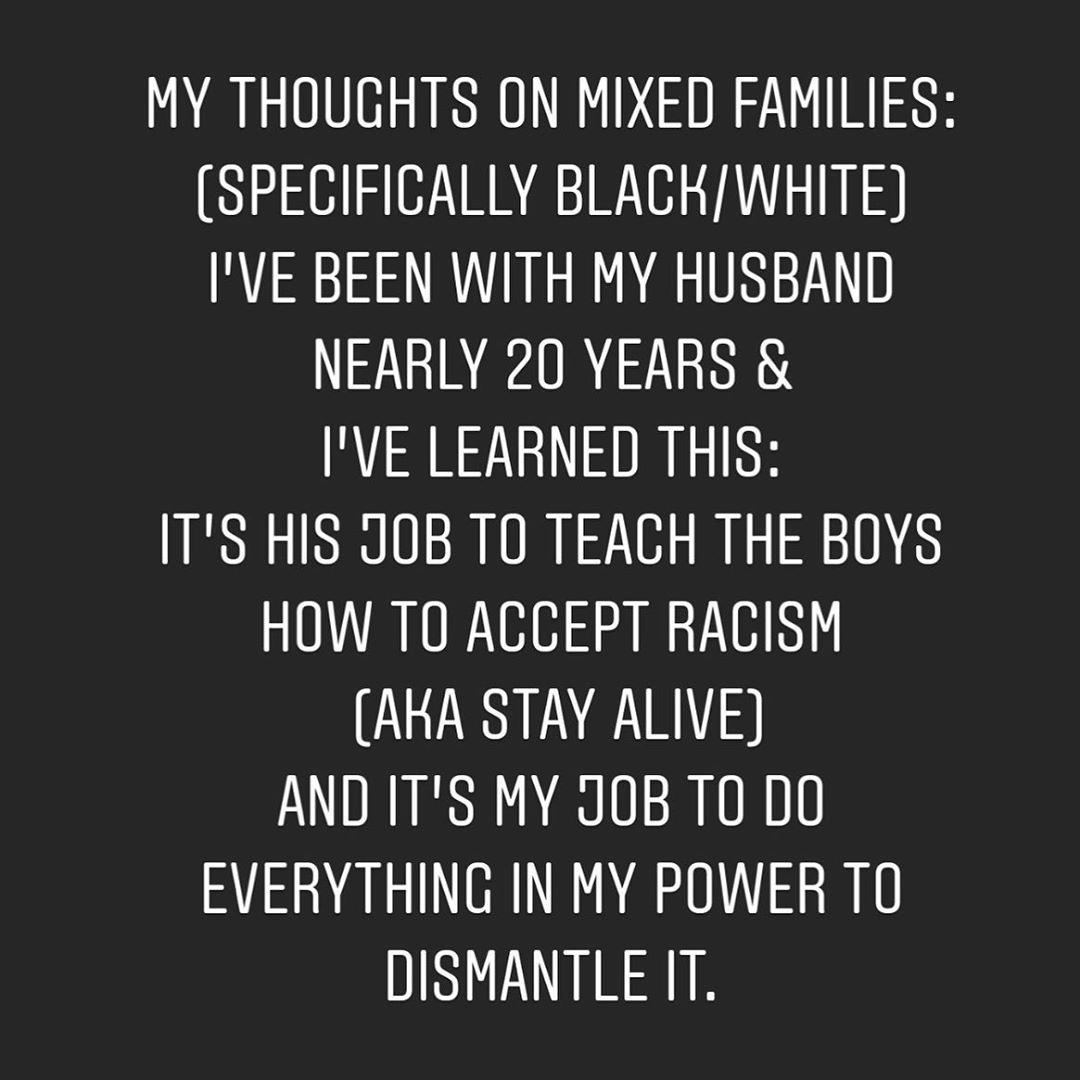 MY THOUGHTS ON MIXED FAMILIES:
(SPECIFICALLY BLACK/WHITE)
I'VE BEEN WITH MY HUSBAND
NEARLY 20 YEARS &
I'VE LEARNED THIS:
IT'S HIS JOB TO TEACH THE BOYS
HOW TO ACCEPT RACISM
(AKA STAY ALIVE)
AND IT'S MY JOB TO DO
EVERYTHING IN MY POWER TO
DISMANTLE IT.